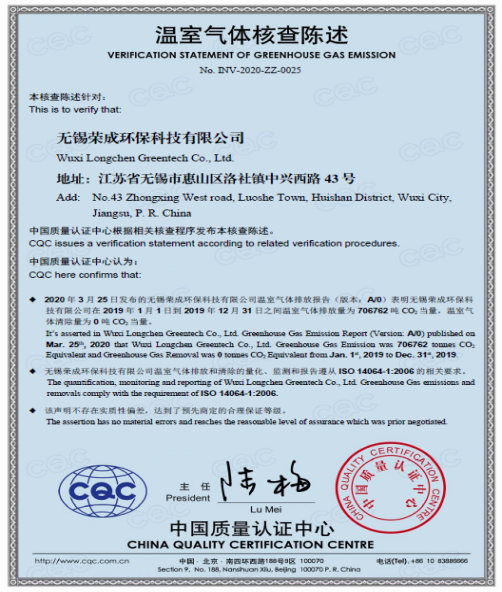 温室气体核查陈述
VERIFICATION STATEMENT OF GREENHOUSE GAS EMISSION
No. INV-2020-ZZ-0025
本核查陈述针对:
This is to verify that:
无锡荣成环保科技有限公司
Wuxi Longchen Greentech Co., Ltd.
地址: 江苏省无锡市惠山区洛社镇中兴西路 43 号
Add: No.43 Zhongxing West road, Luoshe Town, Huishan District, Wuxi City,
Jiangsu, P. R. China
中国质量认证中心根据相关核查程序发布本核查陈述。
CQC issues a verification statement according to related verification procedures.
中国质量认证中心认为:
CQC here confirms that:
◆ 2020 年 3 月 25 日发布的无锡荣成环保科技有限公司温室气体排放报告（版本：A/0）表明无锡荣成环保科
技有限公司在 2019 年 1 月 1 日到 2019 年 12 月 31 日之间温室气体排放量为 706762 吨 CO₂ 当量，温室气
体清除量为 0 吨 CO₂ 当量。
It's asserted in Wuxi Longchen Greentech Co., Ltd. Greenhouse Gas Emission Report (Version: A/0) published on
Mar. 25th, 2020 that Wuxi Longchen Greentech Co., Ltd. Greenhouse Gas Emission was 706762 tonnes CO₂
Equivalent and Greenhouse Gas Removal was 0 tonnes CO₂ Equivalent from Jan. 1st, 2019 to Dec. 31st, 2019.
◆ 无锡荣成环保科技有限公司温室气体排放和清除的量化、监测和报告遵从 ISO 14064-1:2006 的相关要求。
The quantification, monitoring and reporting of Wuxi Longchen Greentech Co., Ltd. Greenhouse Gas emissions and
removals comply with the requirement of ISO 14064-1:2006.
◆ 该声明不存在实质性偏差，达到了预先商定的合理保证等级。
The assertion has no material errors and reaches the reasonable level of assurance which was prior negotiated.
CQC
主 任
President
陆梅
Lu Mei
CHINA QUALITY CERTIFICATION CENTRE
中国质量认证中心
中国质量认证中心
CHINA QUALITY CERTIFICATION CENTRE
http://www.cqc.com.cn
中国·北京·南四环西路188号9区 100070
Section 9, No. 188, Nanshuan Xilu, Beijing 100070 P. R. China
电话(Tel). +86 10 83886666